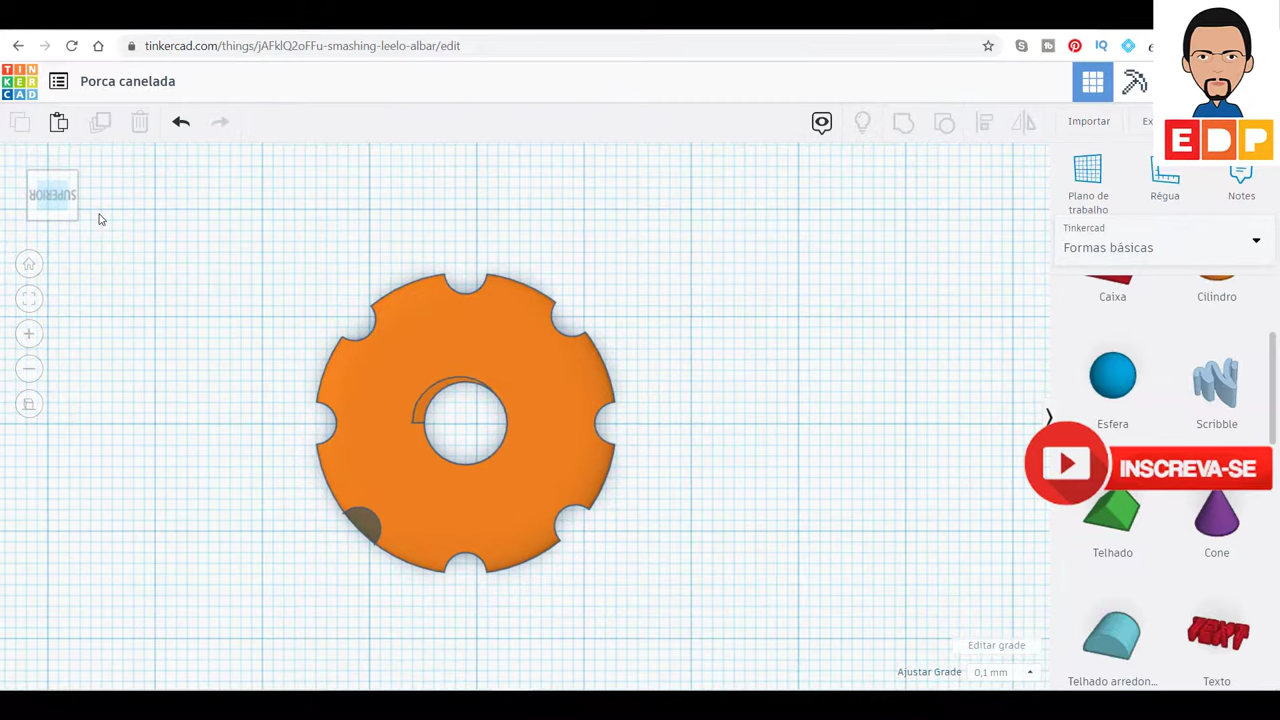 tinkercad.com/things/jAFklQ2oFFu-smashing-leelo-albar/edit
TIN
KER
CAD
Porca canelada
Importar
Ex
EDP
SUPERIOR
Plano de
trabalho
Régua
Notes
Tinkercad
Formas básicas
Caixa
Cilindro
Esfera
Scribble
INSCREVA-SE
Telhado
Cone
TEXT
Telhado arredon...
Texto
Editar grade
Ajustar Grade
0,1 mm